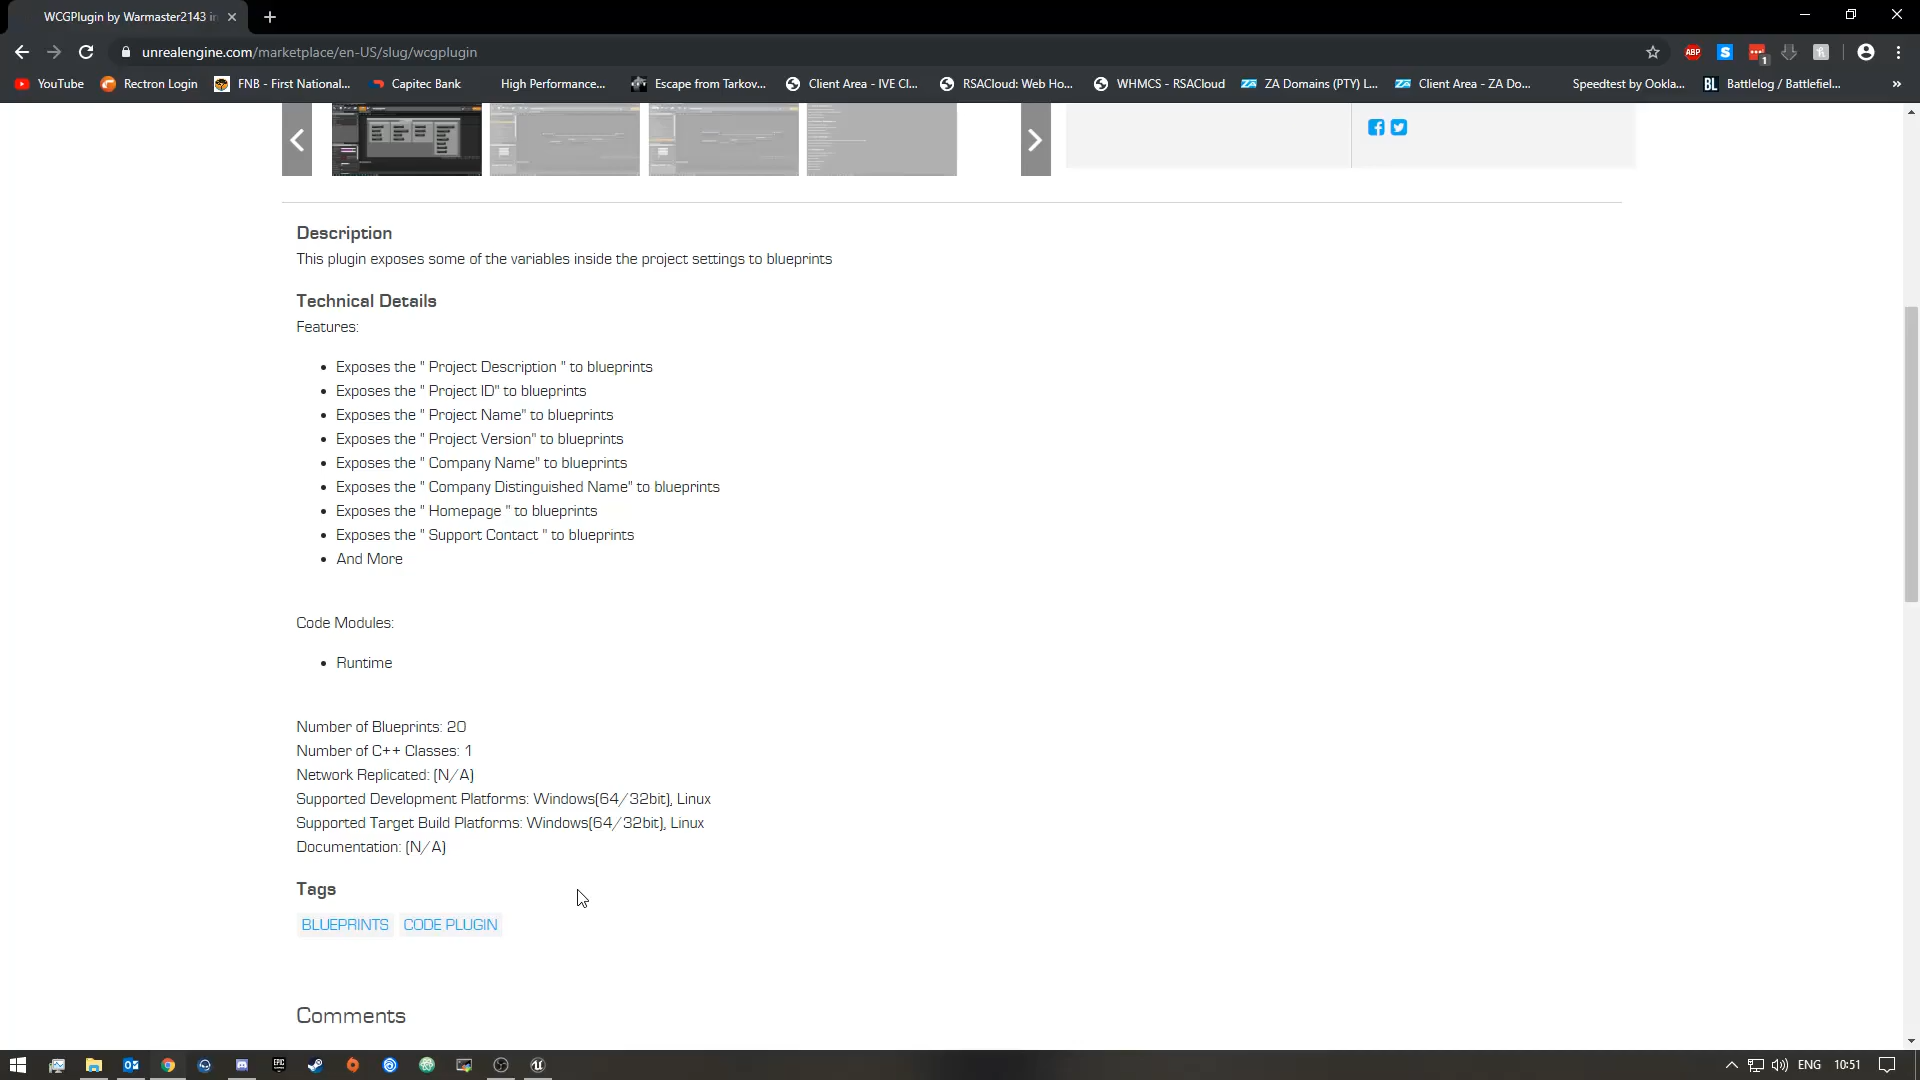 WCGPlugin by Warmaster2143 in
unrealengine.com/marketplace/en-US/slug/wcgplugin
ABP
S
1
YouTube
Rectron Login
FNB - First National...
Capitec Bank
High Performance...
Escape from Tarkov...
Client Area - IVE Cl...
RSACloud: Web Ho...
WHMCS - RSACloud
ZA Domains (PTY) L...
Client Area - ZA Do...
Speedtest by Ookla...
BL
Battlelog / Battlefiel...
Description
This plugin exposes some of the variables inside the project settings to blueprints
Technical Details
Features:
Exposes the " Project Description " to blueprints
Exposes the " Project ID" to blueprints
Exposes the " Project Name" to blueprints
Exposes the " Project Version" to blueprints
Exposes the " Company Name" to blueprints
Exposes the " Company Distinguished Name" to blueprints
Exposes the " Homepage " to blueprints
Exposes the " Support Contact " to blueprints
And More
Code Modules:
Runtime
Number of Blueprints: 20
Number of C++ Classes: 1
Network Replicated: (N/A)
Supported Development Platforms: Windows(64/32bit), Linux
Supported Target Build Platforms: Windows(64/32bit), Linux
Documentation: (N/A)
Tags
BLUEPRINTS CODE PLUGIN
Comments
EPIC
ENG
10:51